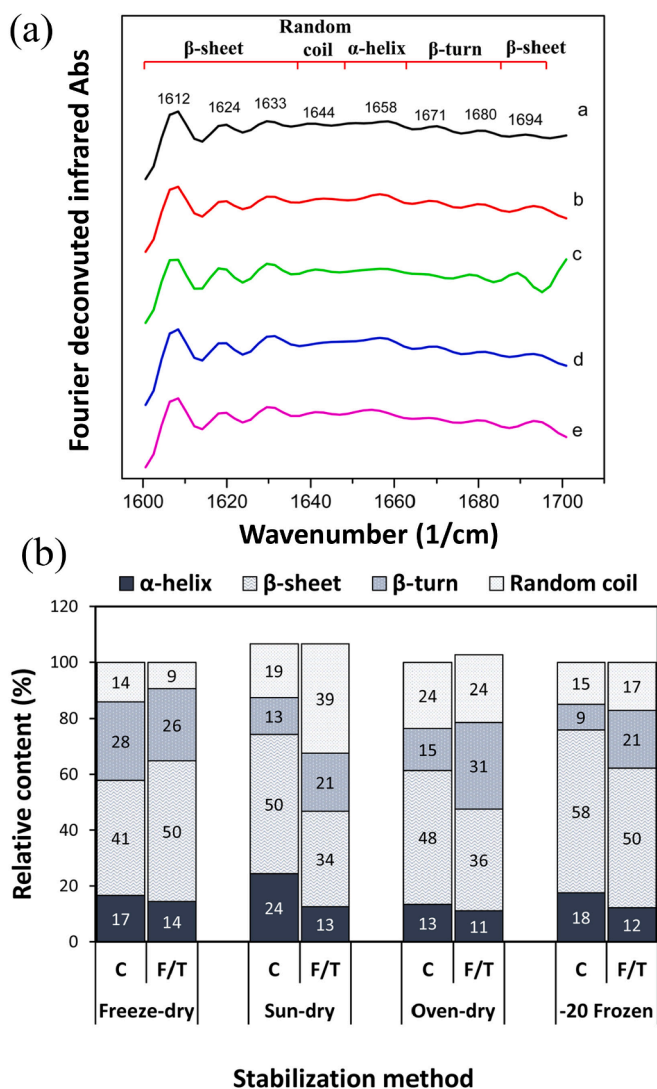 (a)
Random
β-sheet coil α-helix β-turn β-sheet
1612 1624 1633 1644 1658 1671 1680 1694 a
b
c
d
e
Fourier deconvuted infrared Abs
1600 1620 1640 1660 1680 1700
Wavenumber (1/cm)
(b)
α-helix β-sheet β-turn Random coil
Relative content (%)
120
100
80
60
40
20
0
14 9 19 39 24 24 15 17
28 26 13 21 15 31 9 21
41 50 50 34 48 36 58 50
17 14 24 13 13 11 18 12
C F/T C F/T C F/T C F/T
Freeze-dry Sun-dry Oven-dry -20 Frozen
Stabilization method